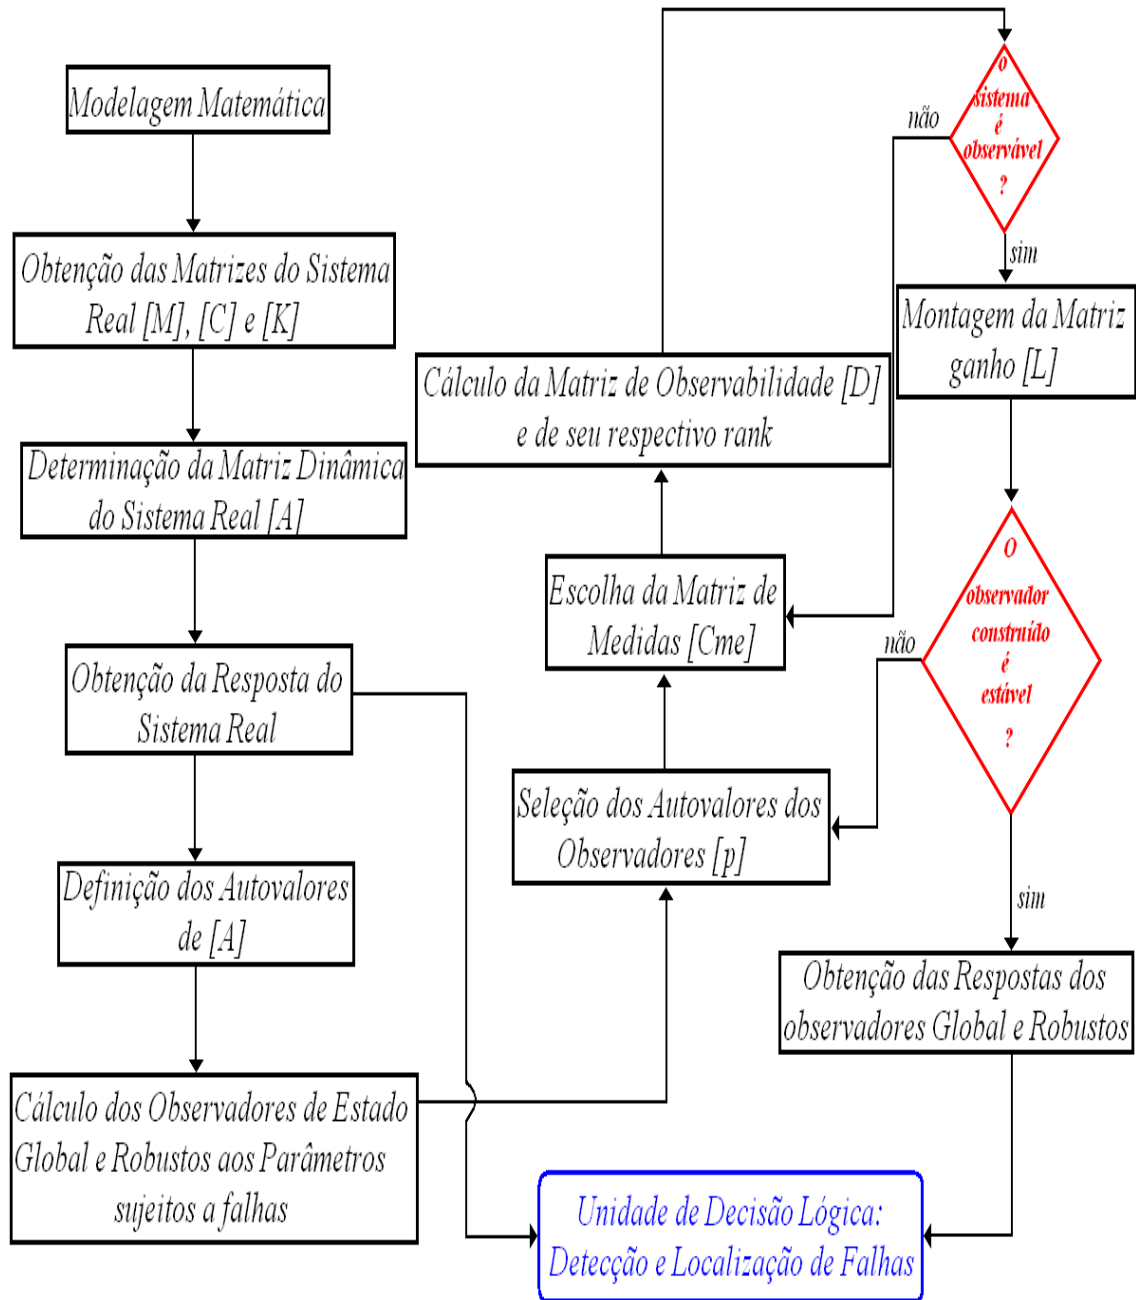 Modelagem Matemática
Obtenção das Matrizes do Sistema
Real [M], [C] e [K]
Determinação da Matriz Dinâmica
do Sistema Real [A]
Obtenção da Resposta do
Sistema Real
Definição dos Autovalores
de [A]
Cálculo dos Observadores de Estado
Global e Robustos aos Parâmetros
sujeitos a falhas
Seleção dos Autovalores dos
Observadores [p]
Escolha da Matriz de
Medidas [Cme]
Cálculo da Matriz de Observabilidade [D]
e de seu respectivo rank
o
sistema
é
observável
?
não
sim
Montagem da Matriz
ganho [L]
O
observador
construído
é
estável
?
não
sim
Obtenção das Respostas dos
observadores Global e Robustos
Unidade de Decisão Lógica:
Detecção e Localização de Falhas